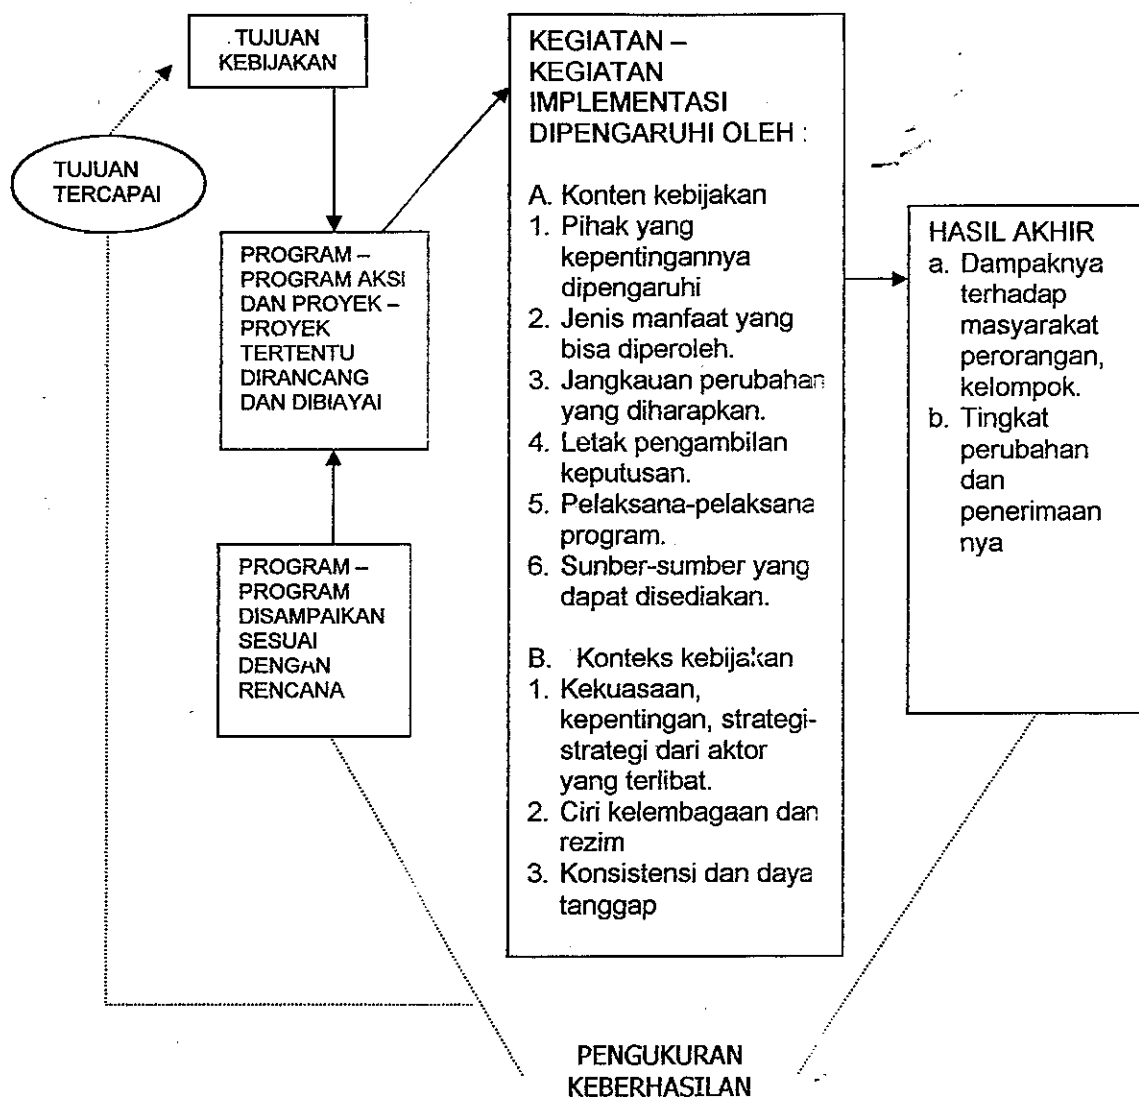 TUJUAN
KEBIJAKAN
TUJUAN
TERCAPAI
PROGRAM –
PROGRAM AKSI
DAN PROYEK –
PROYEK
TERTENTU
DIRANCANG
DAN DIBIAYAI
PROGRAM –
PROGRAM
DISAMPAIKAN
SESUAI
DENGAN
RENCANA
KEGIATAN –
KEGIATAN
IMPLEMENTASI
DIPENGARUHI OLEH :
A. Konten kebijakan
1. Pihak yang
kepentingannya
dipengaruhi
2. Jenis manfaat yang
bisa diperoleh.
3. Jangkauan perubahan
yang diharapkan.
4. Letak pengambilan
keputusan.
5. Pelaksana-pelaksana
program.
6. Sunber-sumber yang
dapat disediakan.
B. Konteks kebijakan
1. Kekuasaan,
kepentingan, strategi-
strategi dari aktor
yang terlibat.
2. Ciri kelembagaan dan
rezim
3. Konsistensi dan daya
tanggap
HASIL AKHIR
a. Dampaknya
terhadap
masyarakat
perorangan,
kelompok.
b. Tingkat
perubahan
dan
penerimaan
nya
PENGUKURAN
KEBERHASILAN